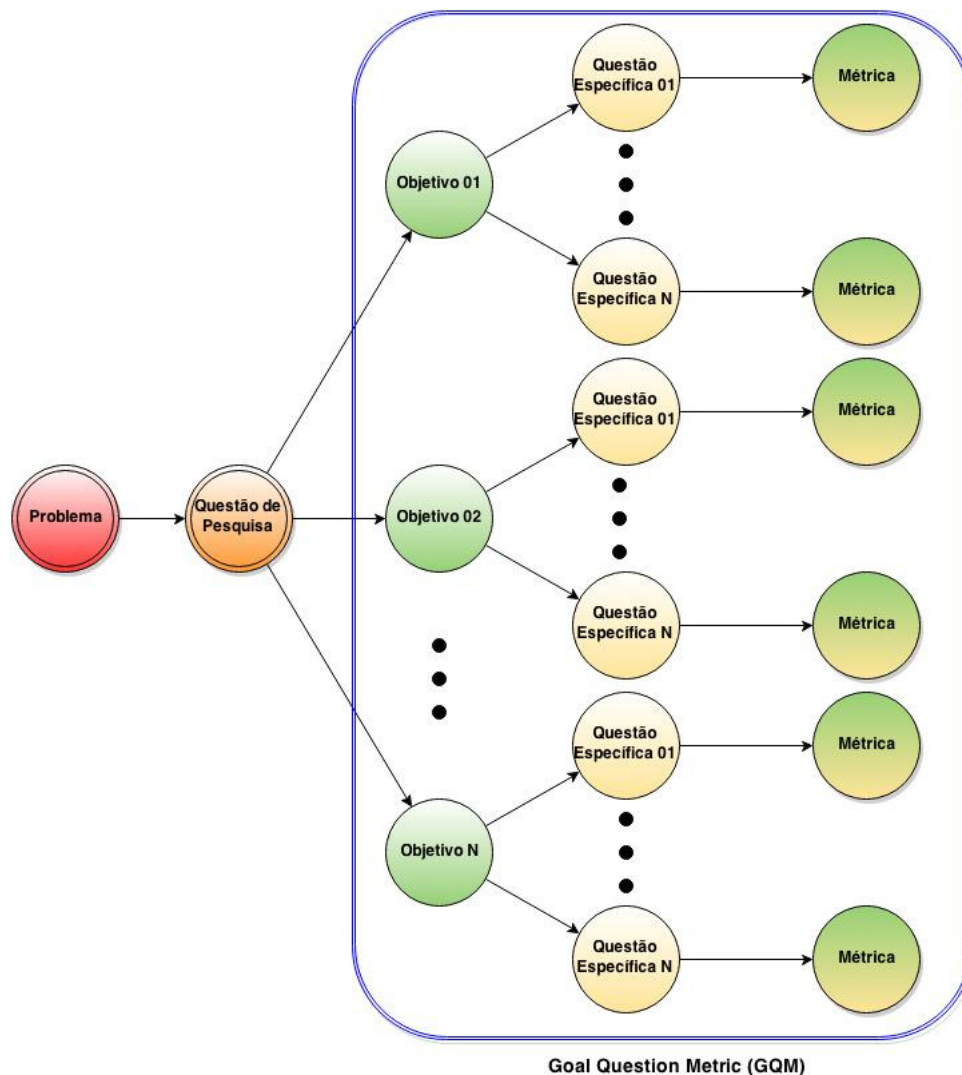 Questão
Específica 01
Métrica
Objetivo 01
Questão
Específica N
Métrica
Questão
Específica 01
Métrica
Problema
Questão de
Pesquisa
Objetivo 02
Questão
Específica N
Métrica
Questão
Específica 01
Métrica
Objetivo N
Questão
Específica N
Métrica
Goal Question Metric (GQM)